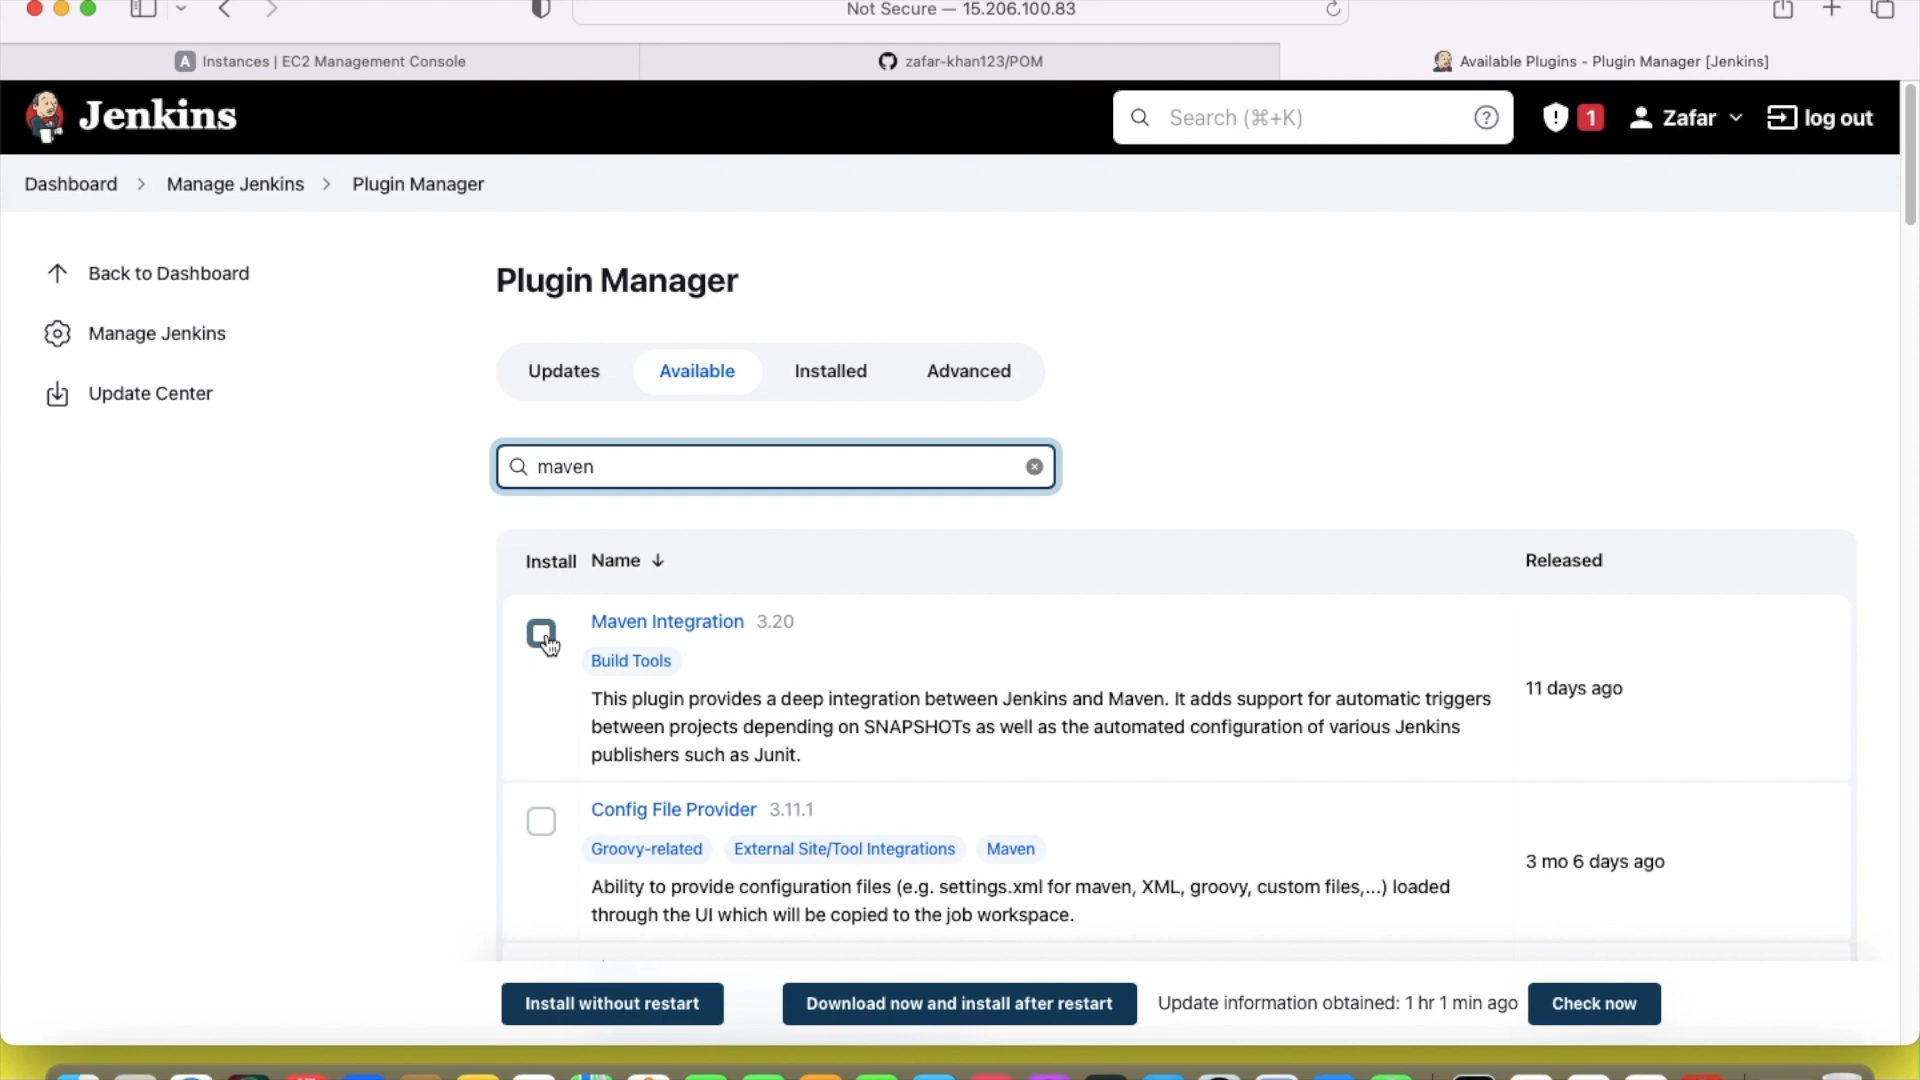 Not Secure — 15.206.100.83
Instances | EC2 Management Console
zafar-khan123/POM
Available Plugins - Plugin Manager [Jenkins]
Jenkins
Search (⌘+K)
1
Zafar
log out
Dashboard
Manage Jenkins
Plugin Manager
Back to Dashboard
Manage Jenkins
Update Center
Plugin Manager
Updates
Available
Installed
Advanced
maven
Install
Name ↓
Released
Maven Integration 3.20
Build Tools
This plugin provides a deep integration between Jenkins and Maven. It adds support for automatic triggers
between projects depending on SNAPSHOTs as well as the automated configuration of various Jenkins
publishers such as Junit.
11 days ago
Config File Provider 3.11.1
Groovy-related
External Site/Tool Integrations
Maven
Ability to provide configuration files (e.g. settings.xml for maven, XML, groovy, custom files,...) loaded
through the UI which will be copied to the job workspace.
3 mo 6 days ago
Install without restart
Download now and install after restart
Update information obtained: 1 hr 1 min ago
Check now